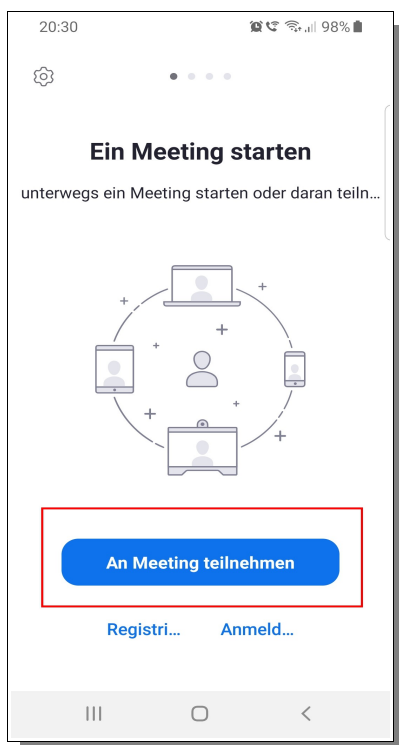 20:30 98%
Ein Meeting starten
unterwegs ein Meeting starten oder daran teiln...
An Meeting teilnehmen
Registri... Anmeld...